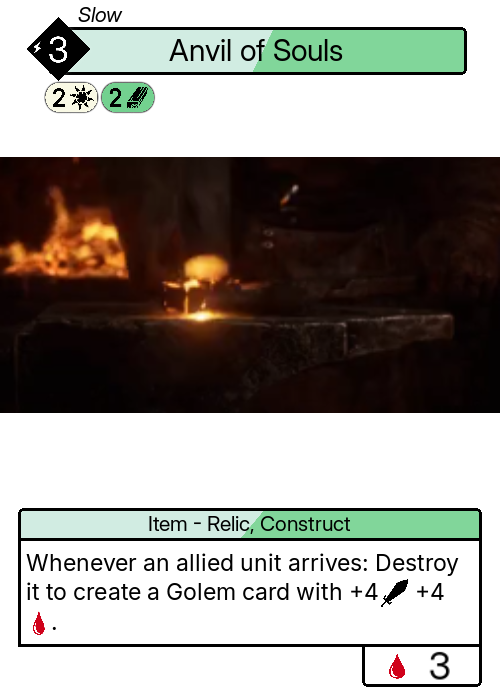 Slow
3 Anvil of Souls
2 2
Item - Relic, Construct
Whenever an allied unit arrives: Destroy
it to create a Golem card with +4 +4
.
3